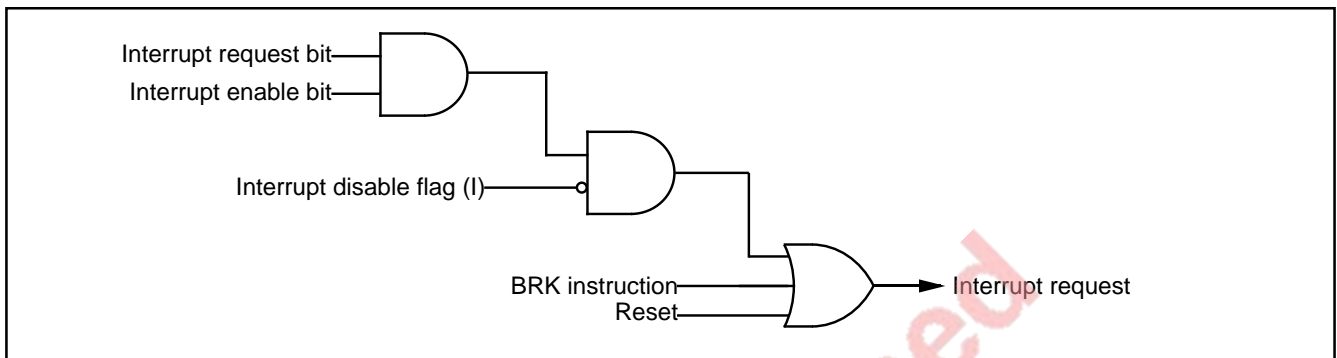 Interrupt request bit
Interrupt enable bit
Interrupt disable flag (I)
BRK instruction
Reset
Interrupt request